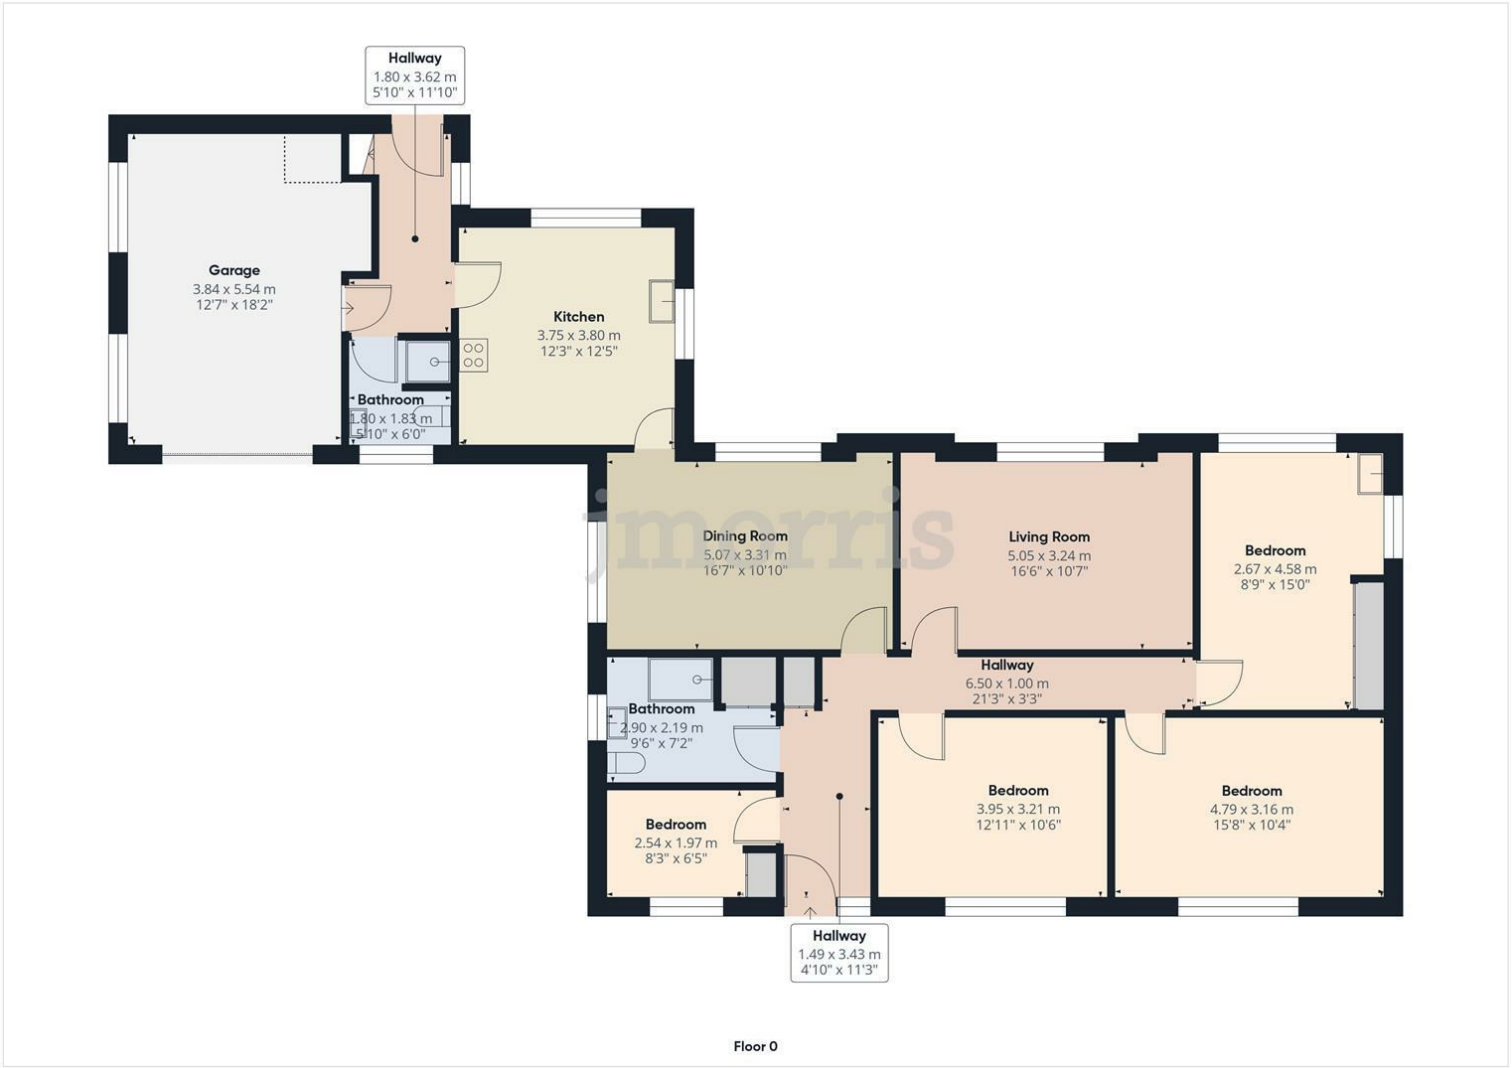 Hallway
1.80 x 3.62 m
5'10" x 11'10"
Garage
3.84 x 5.54 m
12'7" x 18'2"
Kitchen
3.75 x 3.80 m
12'3" x 12'5"
Bathroom
1.80 x 1.83 m
5'10" x 6'0"
jmorris
Dining Room
5.07 x 3.31 m
16'7" x 10'10"
Living Room
5.05 x 3.24 m
16'6" x 10'7"
Bedroom
2.67 x 4.58 m
8'9" x 15'0"
Hallway
6.50 x 1.00 m
21'3" x 3'3"
Bathroom
2.90 x 2.19 m
9'6" x 7'2"
Bedroom
2.54 x 1.97 m
8'3" x 6'5"
Bedroom
3.95 x 3.21 m
12'11" x 10'6"
Bedroom
4.79 x 3.16 m
15'8" x 10'4"
Hallway
1.49 x 3.43 m
4'10" x 11'3"
Floor 0